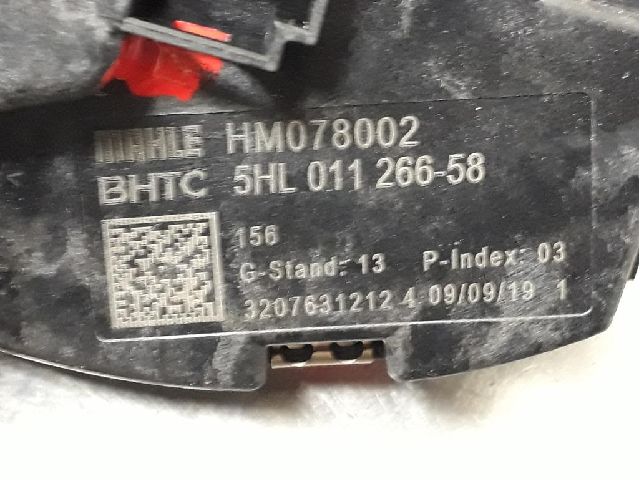 MAHLE HM078002
BHTC 5HL 011 266-58
156
G-Stand: 13 P-Index: 03
3207631212 4 09/09/19 1